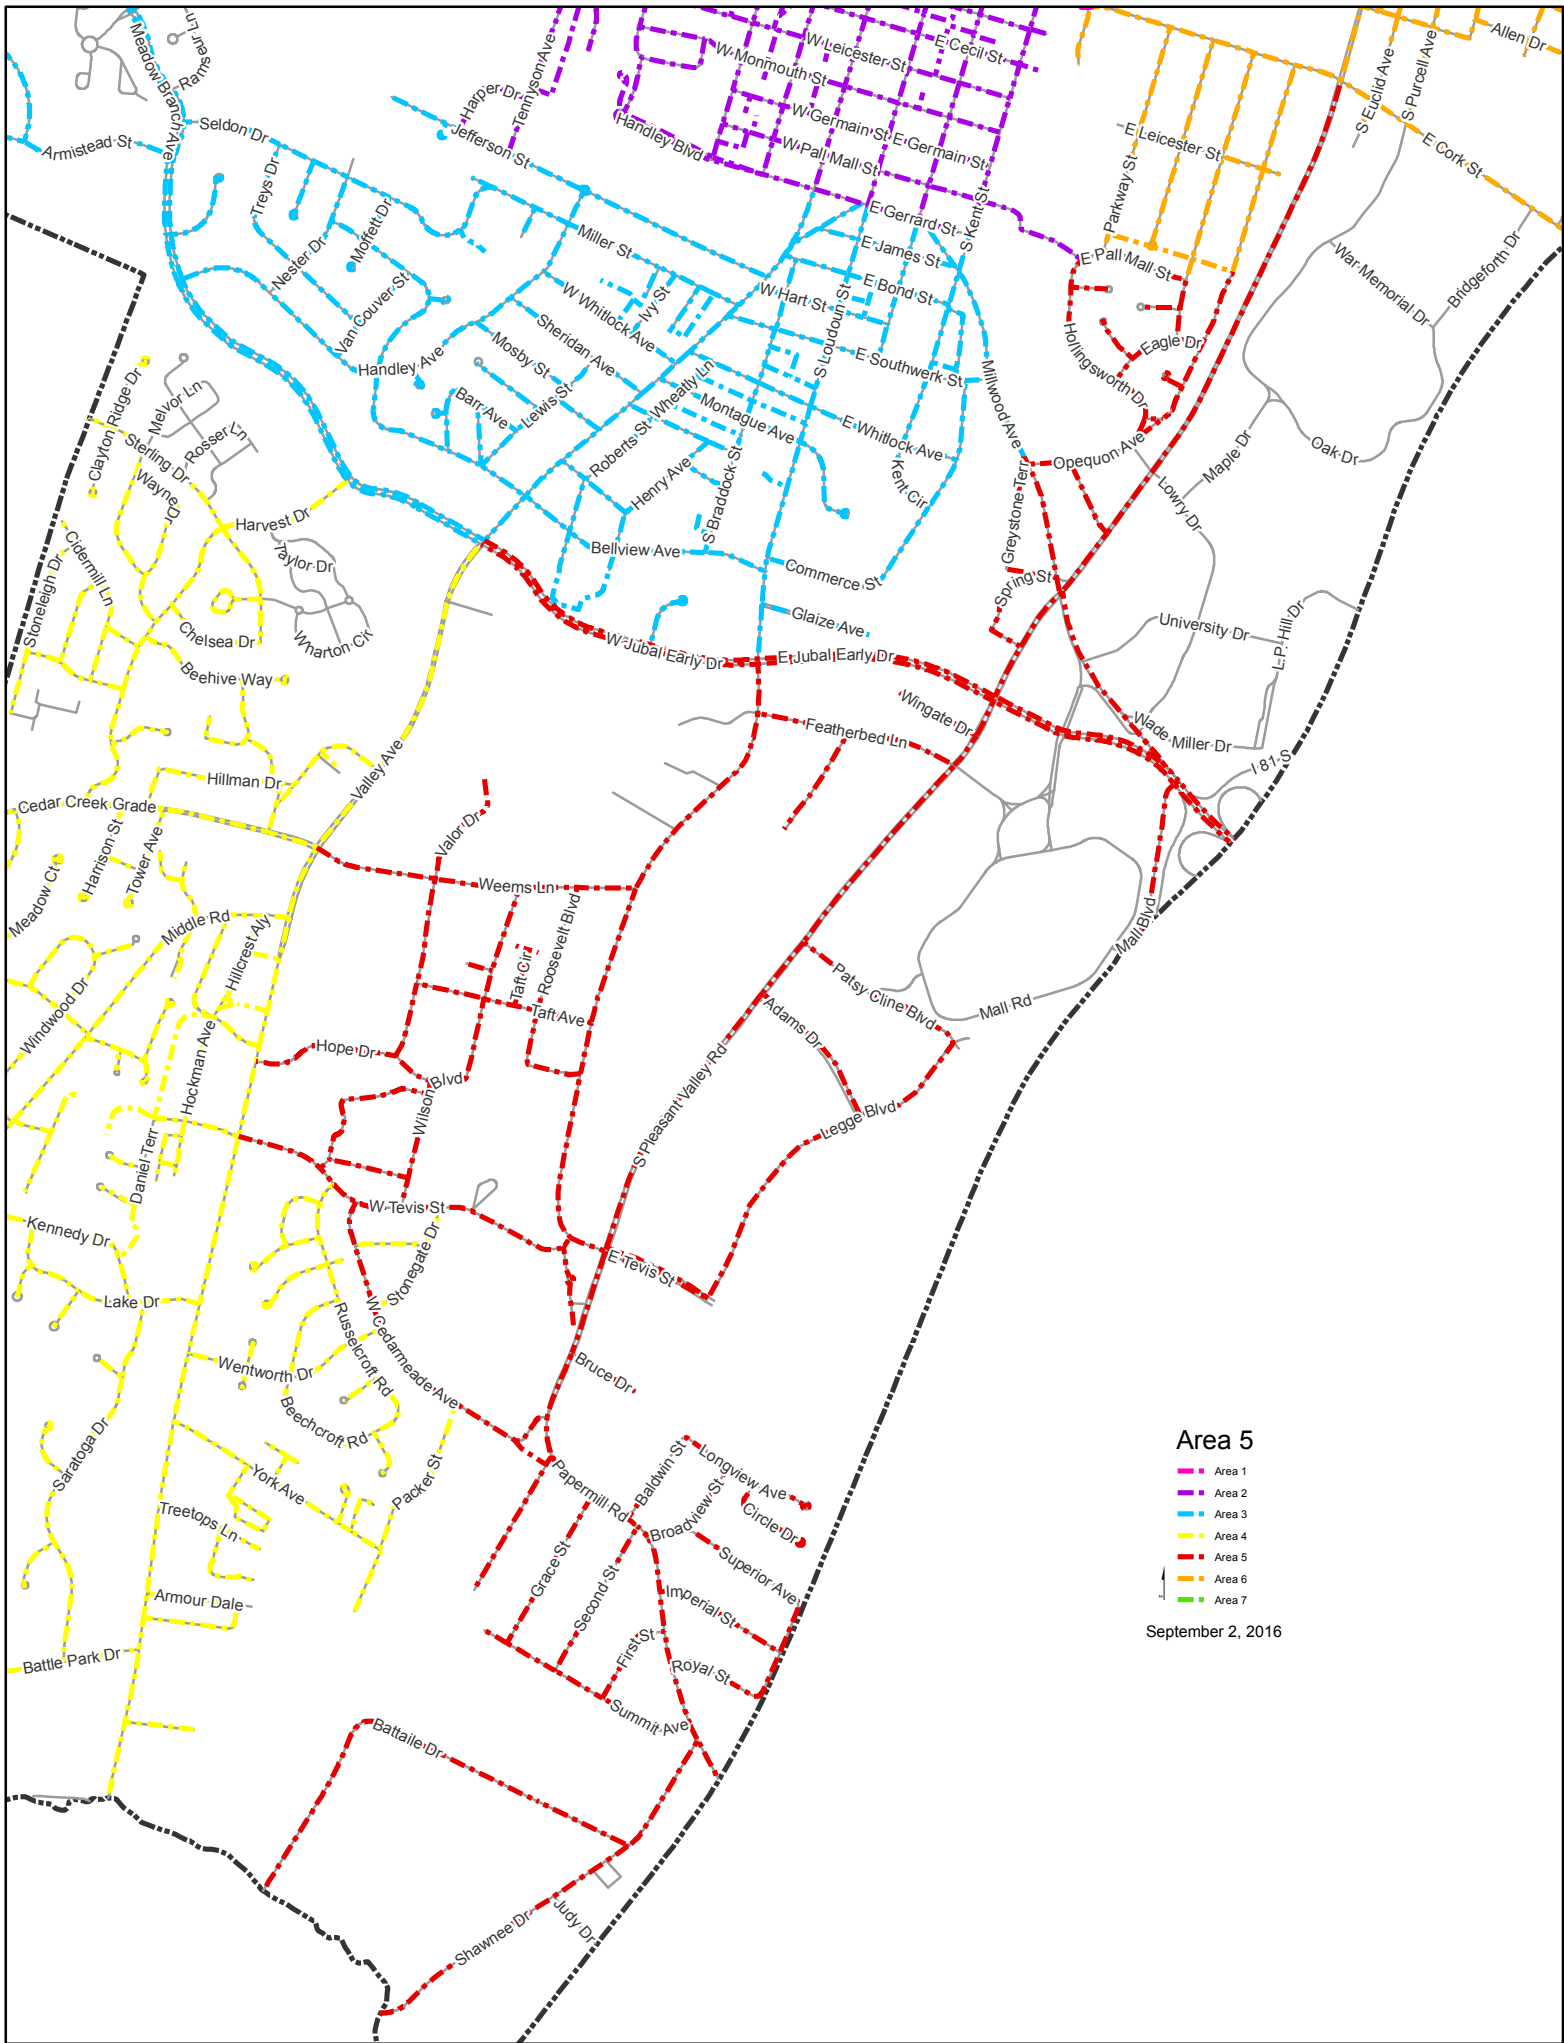 Meadow Branch Ave
Ramseur Ln
Tennyson Ave
W Leicester St
E Cecil St
W Monmouth St
Allen Dr
S Euclid Ave
S Purcell Ave
Harper Dr
Seldon Dr
Jefferson St
Handley Blvd
W Germain St
E Germain St
W Pall Mall St
E Leicester St
E Cork St
Armistead St
Treys Dr
Moffett Dr
Nester Dr
Miller St
E Gerrard St
S Kent St
Parkway St
E James St
E Pall Mall St
War Memorial Dr
Bridgeforth Dr
Van Couver St
Ivy St
W Hart St
E Bond St
S Loudoun St
W Whitlock Ave
Sheridan Ave
Mosby St
Handley Ave
E Southwerk St
Millwood Ave
Hollingsworth Dr
Eagle Dr
Clayton Ridge Dr
Melvor Ln
Rosser Ln
Sterling Dr
Wayne Dr
Barr Ave
Lewis St
Wheatly Ln
Roberts St
Montague Ave
E Whitlock Ave
Kent Cir
Henry Ave
S Braddock St
Opequon Ave
Maple Dr
Oak Dr
Lowry Dr
Greystone Terr
Harvest Dr
Taylor Dr
Cidermill Ln
Stoneleigh Dr
Bellview Ave
Commerce St
Spring St
Glaize Ave
University Dr
L.P. Hill Dr
Chelsea Dr
Wharton Cir
Beehive Way
W Jubal Early Dr
E Jubal Early Dr
Wingate Dr
Featherbed Ln
Wade Miller Dr
I 81 S
Valley Ave
Hillman Dr
Cedar Creek Grade
Harrison St
Tower Ave
Meadow Ct
Valor Dr
Weems Ln
Middle Rd
Hillcrest Aly
Roosevelt Blvd
Taft Cir
Taft Ave
Mall Blvd
Patsy Cline Blvd
Mall Rd
Adams Dr
Windwood Dr
Hockman Ave
Hope Dr
Wilson
Blvd
S Pleasant Valley Rd
Legge Blvd
Daniel Terr
Kennedy Dr
W Tevis St
Stonegate Dr
E Tevis St
Lake Dr
Russelcroft Rd
W Cedarmeade Ave
Wentworth Dr
Beechcroft Rd
Bruce Dr
Saratoga Dr
York Ave
Packer St
Treetops Ln
Papermill Rd
Baldwin St
Longview Ave
Broadview St
Circle Dr
Superior Ave
Grace St
Second St
Imperial St
First St
Royal St
Armour Dale
Battle Park Dr
Summit Ave
Battaile Dr
Shawnee Dr
Judy Dr
Area 5
Area 1
Area 2
Area 3
Area 4
Area 5
Area 6
Area 7
September 2, 2016